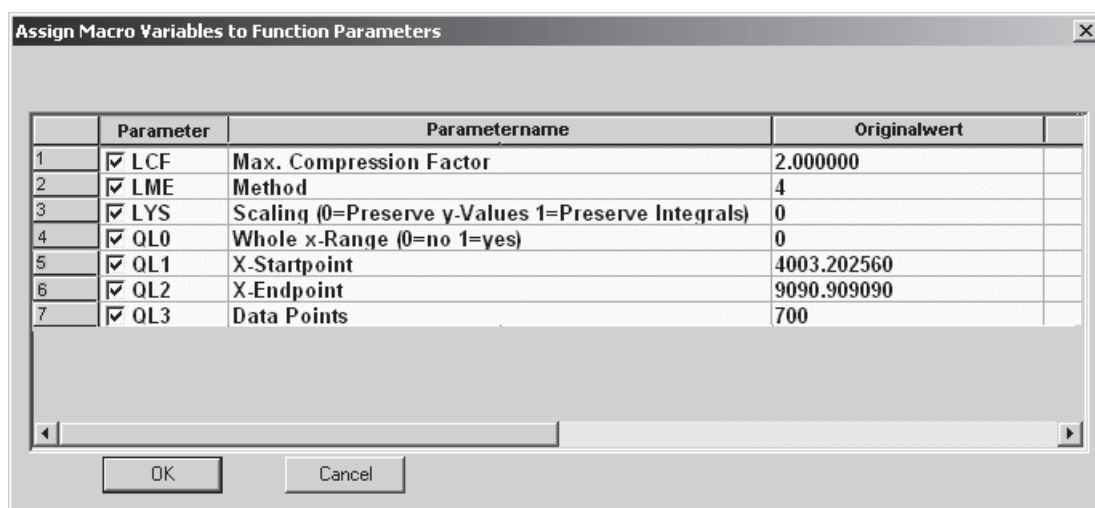 Assign Macro Variables to Function Parameters
Parameter Parametername Originalwert
1 LCF Max. Compression Factor 2.000000
2 LME Method 4
3 LYS Scaling (0=Preserve y-Values 1=Preserve Integrals) 0
4 QL0 Whole x-Range (0=no 1=yes) 0
5 QL1 X-Startpoint 4003.202560
6 QL2 X-Endpoint 9090.909090
7 QL3 Data Points 700
OK Cancel